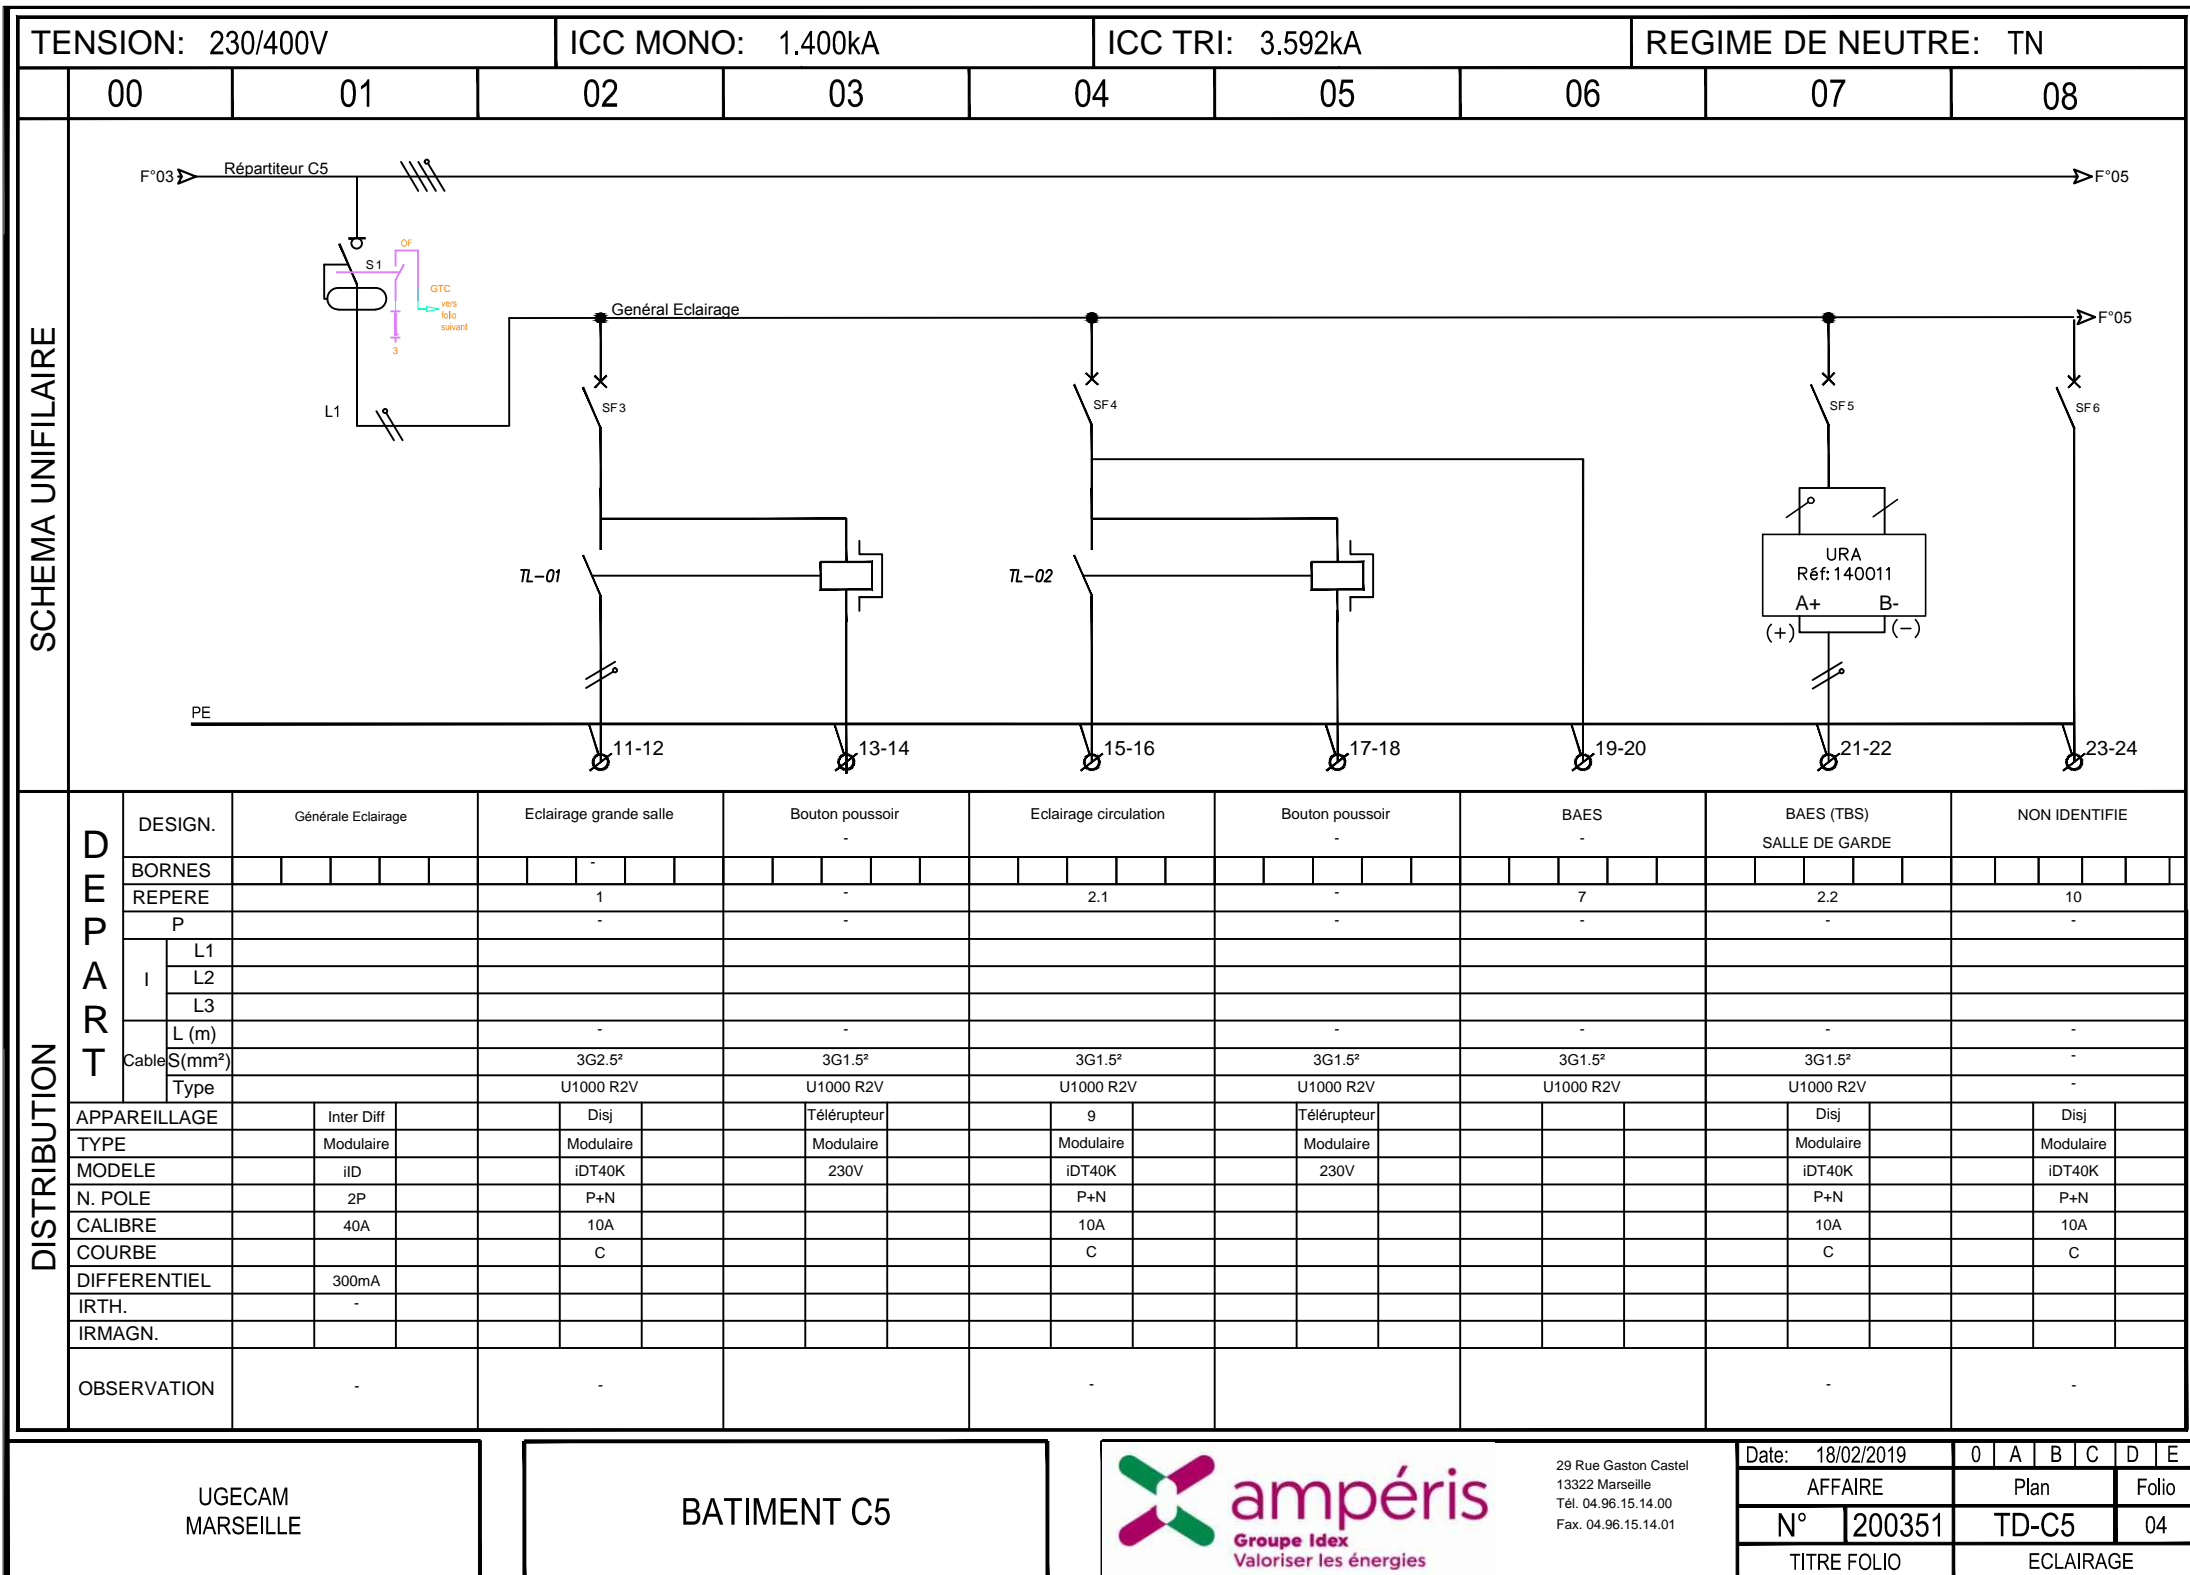 TENSION: 230/400V ICC MONO: 1.400kA ICC TRI: 3.592kA REGIME DE NEUTRE: TN
00 01 02 03 04 05 06 07 08
SCHEMA UNIFILAIRE
F°03 Répartiteur C5 F°05
OF
S1
GTC
vers
folio
suivant
3
Genéral Eclairage F°05
L1
SF3 SF4 SF5 SF6
TL-01 TL-02
URA
Réf:140011
A+ B-
(+) (-)
PE
11-12 13-14 15-16 17-18 19-20 21-22 23-24
DISTRIBUTION
DEPART
DESIGN. Générale Eclairage Eclairage grande salle Bouton poussoir Eclairage circulation Bouton poussoir BAES BAES (TBS) NON IDENTIFIE
- - - SALLE DE GARDE
BORNES -
REPERE 1 - 2.1 - 7 2.2 10
P - - - - - -
I
L1
L2
L3
Cable
L (m) - - - - - -
S(mm²) 3G2.5² 3G1.5² 3G1.5² 3G1.5² 3G1.5² 3G1.5² -
Type U1000 R2V U1000 R2V U1000 R2V U1000 R2V U1000 R2V U1000 R2V -
APPAREILLAGE Inter Diff Disj Télérupteur 9 Télérupteur Disj Disj
TYPE Modulaire Modulaire Modulaire Modulaire Modulaire Modulaire Modulaire
MODELE iID iDT40K 230V iDT40K 230V iDT40K iDT40K
N. POLE 2P P+N P+N P+N P+N
CALIBRE 40A 10A 10A 10A 10A
COURBE C C C C
DIFFERENTIEL 300mA
IRTH. -
IRMAGN.
OBSERVATION - - - - -
UGECAM
MARSEILLE
BATIMENT C5
ampéris
Groupe Idex
Valoriser les énergies
29 Rue Gaston Castel
13322 Marseille
Tél. 04.96.15.14.00
Fax. 04.96.15.14.01
Date: 18/02/2019 0 A B C D E
AFFAIRE Plan Folio
N° 200351 TD-C5 04
TITRE FOLIO ECLAIRAGE